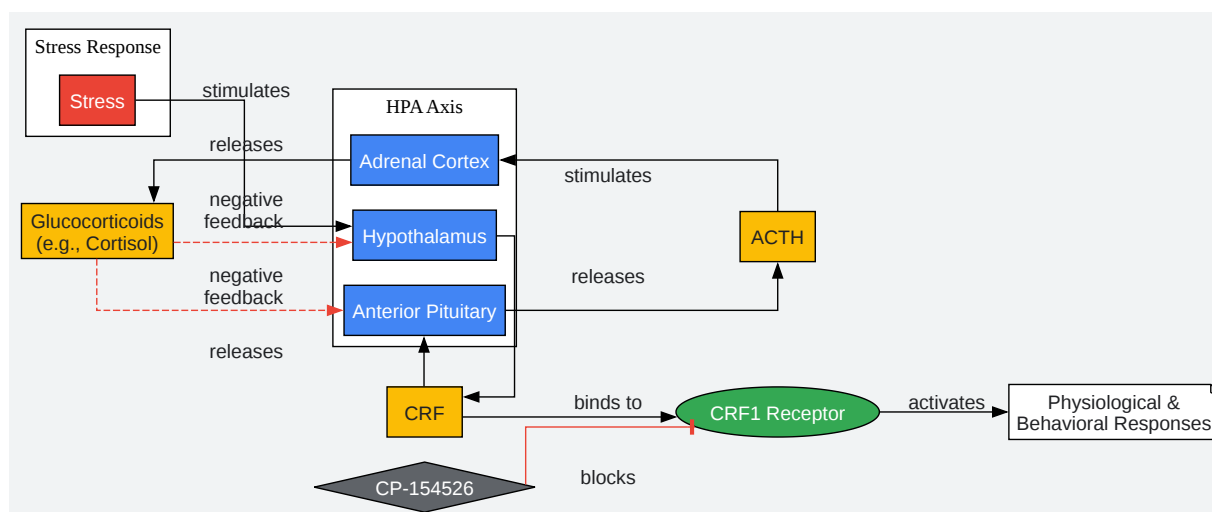 Stress Response
Stress
stimulates
HPA Axis
releases
Adrenal Cortex
stimulates
negative
feedback
Glucocorticoids
(e.g., Cortisol)
Hypothalamus
ACTH
negative
feedback
releases
Anterior Pituitary
releases
CRF
binds to
CRF1 Receptor
activates
Physiological &
Behavioral Responses
CP-154526
blocks